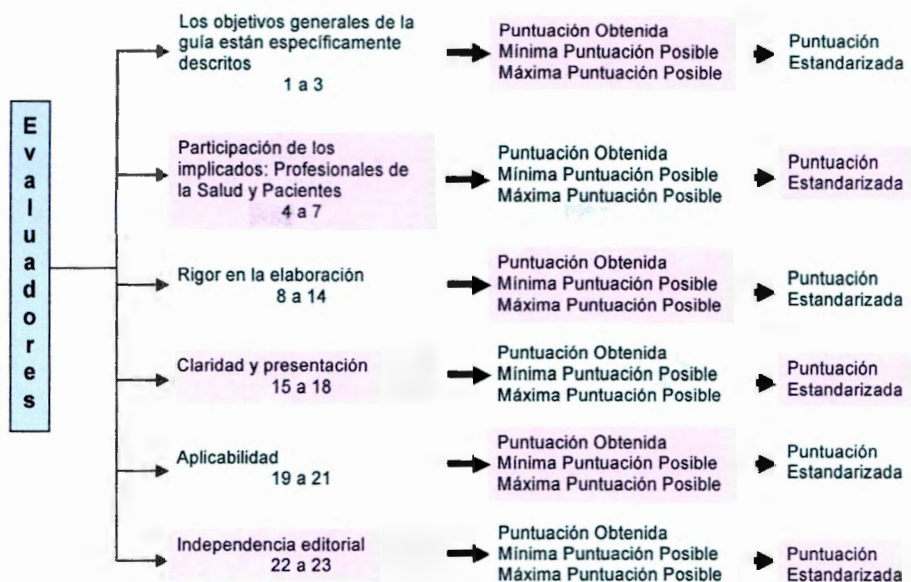 Evaluadores
Los objetivos generales de la
guía están específicamente
descritos
1 a 3
Puntuación Obtenida
Mínima Puntuación Posible
Máxima Puntuación Posible
Puntuación
Estandarizada
Participación de los
implicados: Profesionales de
la Salud y Pacientes
4 a 7
Puntuación Obtenida
Mínima Puntuación Posible
Máxima Puntuación Posible
Puntuación
Estandarizada
Rigor en la elaboración
8 a 14
Puntuación Obtenida
Mínima Puntuación Posible
Máxima Puntuación Posible
Puntuación
Estandarizada
Claridad y presentación
15 a 18
Puntuación Obtenida
Mínima Puntuación Posible
Máxima Puntuación Posible
Puntuación
Estandarizada
Aplicabilidad
19 a 21
Puntuación Obtenida
Mínima Puntuación Posible
Máxima Puntuación Posible
Puntuación
Estandarizada
Independencia editorial
22 a 23
Puntuación Obtenida
Mínima Puntuación Posible
Máxima Puntuación Posible
Puntuación
Estandarizada